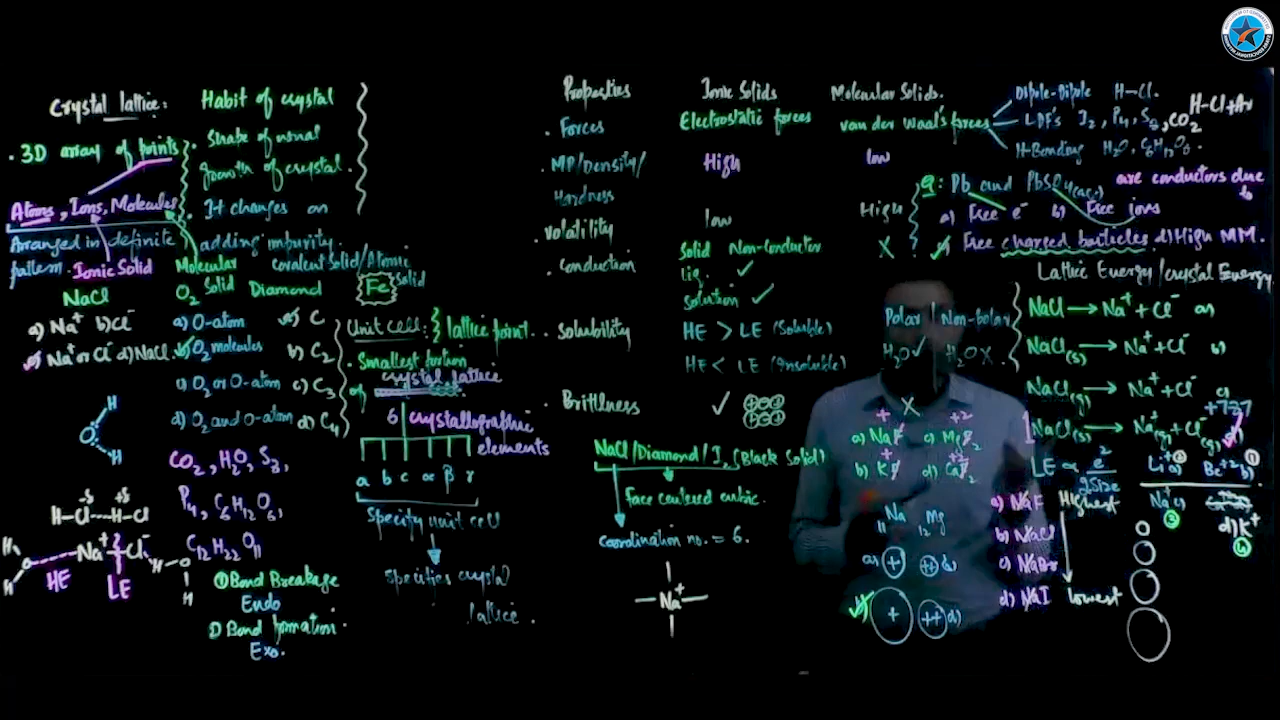 Crystal lattice:
• 3D array of points
Atoms, Ions, Molecules
Arranged in definite
pattern. Ionic Solid
NaCl
a) Na⁺ b) Cl⁻
c) Na⁺ or Cl⁻ d) NaCl
Habit of crystal
Shape of
growth of crystal
It changes on
adding impurity.
Molecular
Solid
O₂
a) O-atom
b) O₂ molecules
c) O₂ or O-atom
d) O₂ and O-atom
covalent Solid/Atomic
Solid
Diamond
Fe
a) C
b) C₂
c) C₃
d) C₄
Unit cell: } lattice point
• Smallest portion
of crystal lattice
6 crystallographic
elements
a b c α β γ
Specify unit cell
Specifies crystal
lattice.
CO₂, H₂O, S₈,
P₄, C₆H₁₂O₆,
C₁₂H₂₂O₁₁
① Bond Breakage
Endo
Bond formation
Exo.
H
O
H
H-Cl---H-Cl
Na⁺ Cl⁻
HE
LE
Properties
• Forces
• MP/Density/
Hardness
• volatility
• conduction
• Solubility
• Brittlness
Ionic Solids
Electrostatic forces
High
low
Solid Non-Conductor
Liq. ✓
Solution ✓
HE > LE (Soluble)
HE < LE (Insoluble)
✓
Molecular Solids.
van der Waal's forces
low
High
X
Polar | Non-polar
H₂O ✓ H₂O X
X
Dipole-Dipole H-Cl.
LDF's I₂, P₄, S₈, CO₂
H-Cl + Ar
H-Bonding H₂O, C₆H₁₂O₆.
Q: Pb and PbSO₄(aq.) are conductors due
to
a) Free e⁻ b) Free ions
Free charged particles d) High MM.
NaCl/Diamond/I₂ (Black Solid)
face centered cubic.
Coordination no. = 6.
Na⁺
a) NaF c) MgF₂
b) KF
₁₁Na ₁₂Mg
Lattice Energy/crystal Energy
NaCl → Na⁺ + Cl⁻ a)
NaCl(s) → Na⁺ + Cl⁻ b)
NaCl(g) → Na⁺ + Cl⁻ c)
+787
NaCl(s) → Na⁺(g) + Cl⁻(g)
a) NaF Highest
b) NaCl
c) NaBr
d) NaI lowest
Li a) ② Be⁺² b) ①
Na c) ③
d) K⁺ ④